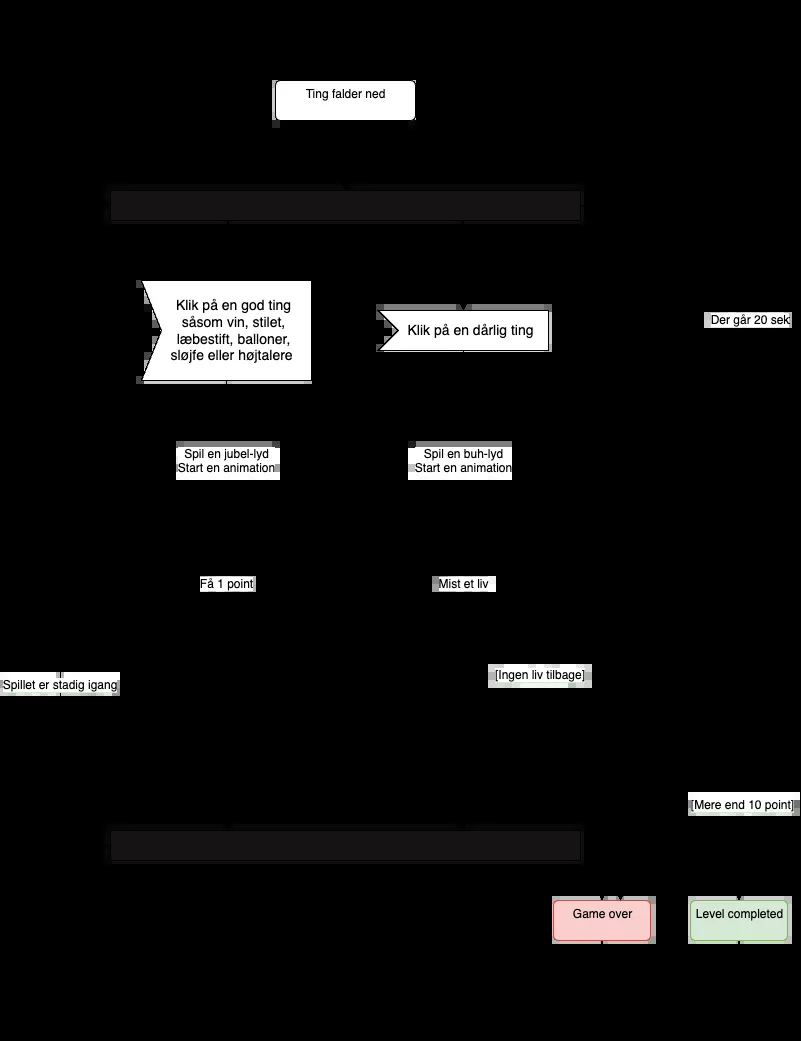 Ting falder ned
Klik på en god ting
såsom vin, stilet,
læbestift, balloner,
sløjfe eller højtalere
Klik på en dårlig ting
Der går 20 sek
Spil en jubel-lyd
Start en animation
Spil en buh-lyd
Start en animation
Få 1 point
Mist et liv
[Ingen liv tilbage]
Spillet er stadig igang
[Mere end 10 point]
Game over
Level completed